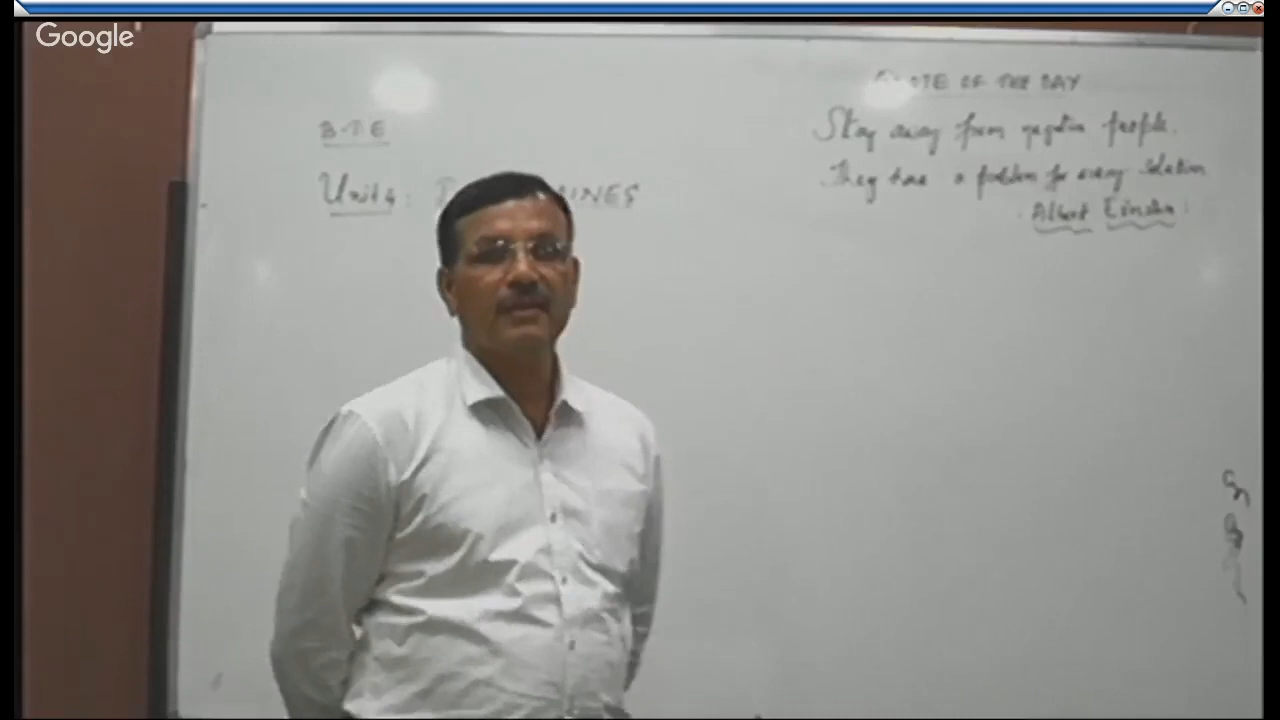 Google
QUOTE OF THE DAY
Stay away from negative people.
They have a problem for every solution
Albert Einstein
B.T.E
Unit 4: